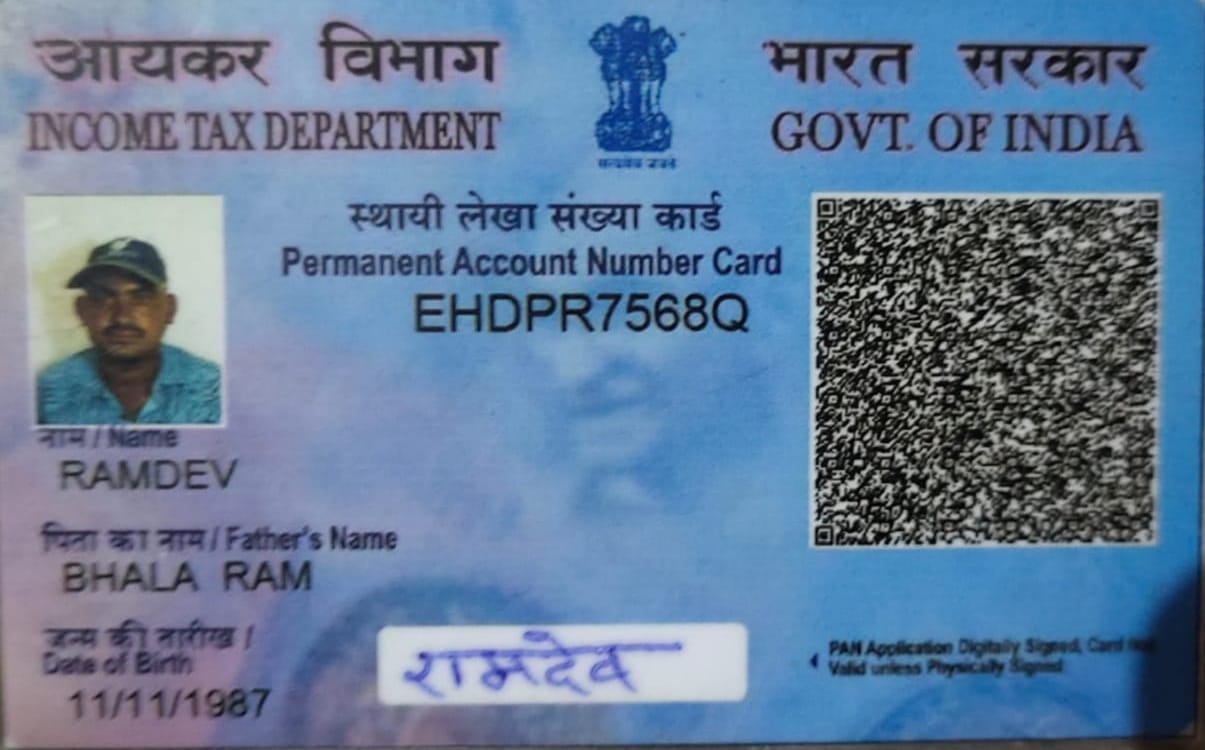 आयकर विभाग
INCOME TAX DEPARTMENT
भारत सरकार
GOVT. OF INDIA
सत्यमेव जयते
स्थायी लेखा संख्या कार्ड
Permanent Account Number Card
EHDPR7568Q
नाम / Name
RAMDEV
पिता का नाम / Father's Name
BHALA RAM
जन्म की तारीख /
Date of Birth
11/11/1987
रामदेव
PAN Application Digitally Signed, Card not
Valid unless Physically Signed